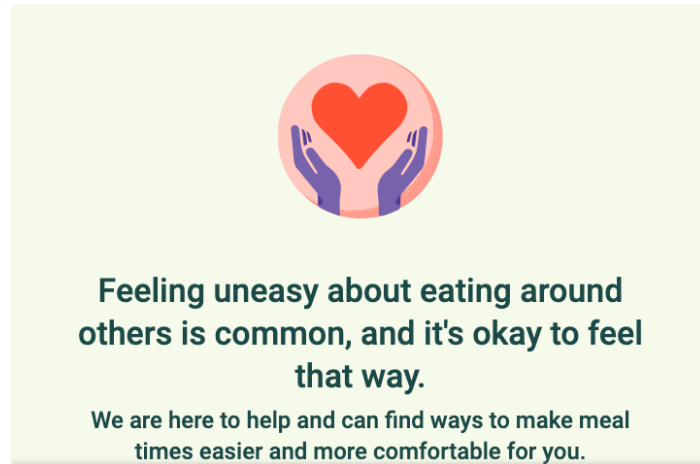 Feeling uneasy about eating around
others is common, and it's okay to feel
that way.
We are here to help and can find ways to make meal
times easier and more comfortable for you.